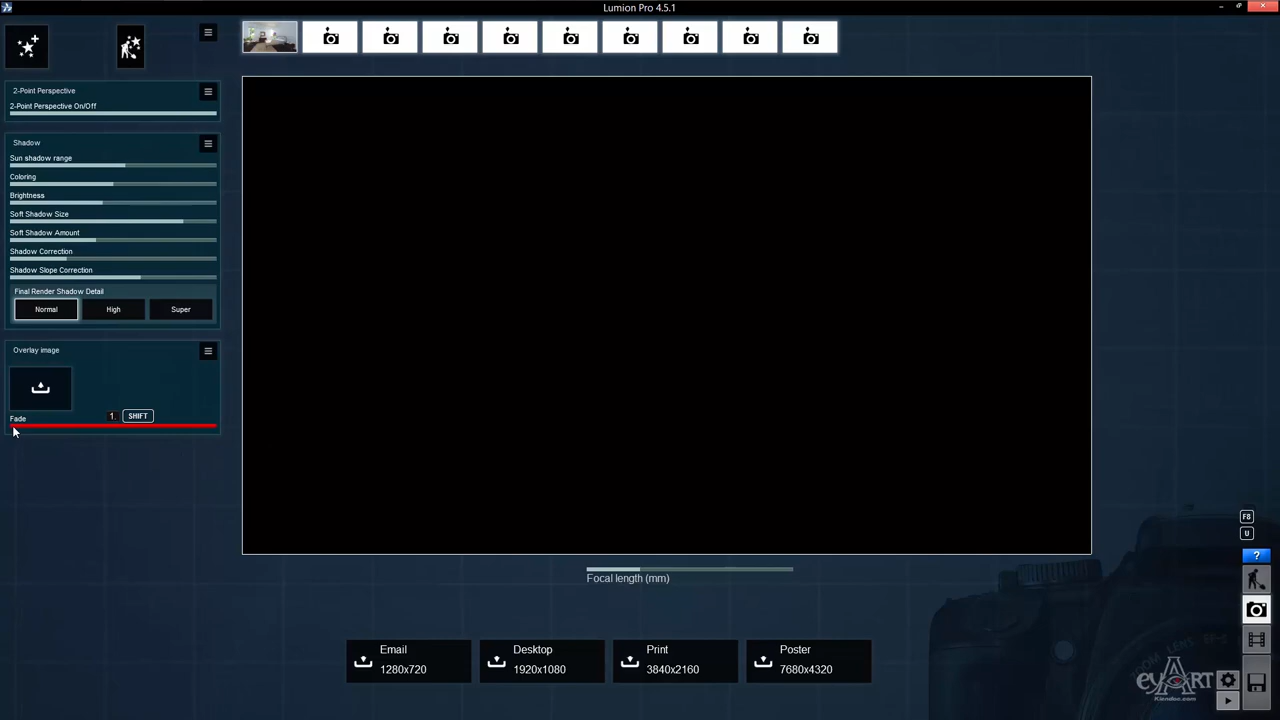 Lumion Pro 4.5.1
2-Point Perspective
2-Point Perspective On/Off
Shadow
Sun shadow range
Coloring
Brightness
Soft Shadow Size
Soft Shadow Amount
Shadow Correction
Shadow Slope Correction
Final Render Shadow Detail
Normal High Super
Overlay image
Fade 1. SHIFT
Focal length (mm)
F8
U
?
Email
1280x720
Desktop
1920x1080
Print
3840x2160
Poster
7680x4320